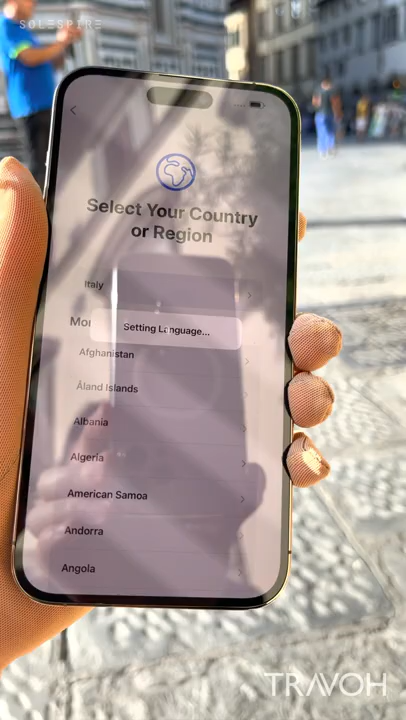 SOLESPIRE
Select Your Country
or Region
Italy
Setting Language...
Afghanistan
Åland Islands
Albania
Algeria
American Samoa
Andorra
Angola
TRAVOH